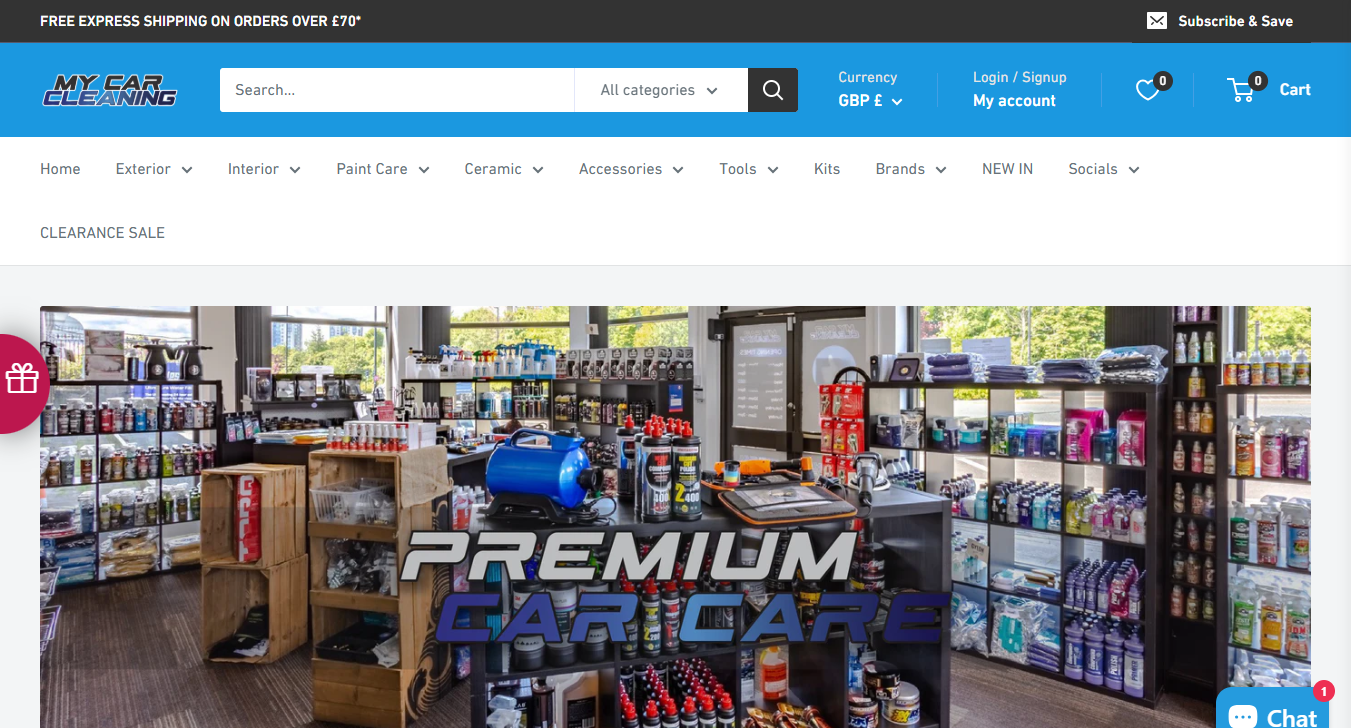 FREE EXPRESS SHIPPING ON ORDERS OVER £70*
Subscribe & Save
MY CAR
CLEANING
Search...
All categories
Currency
GBP £
Login / Signup
My account
0
0
Cart
Home
Exterior
Interior
Paint Care
Ceramic
Accessories
Tools
Kits
Brands
NEW IN
Socials
CLEARANCE SALE
400
2400
PREMIUM
CAR CARE
1
Chat